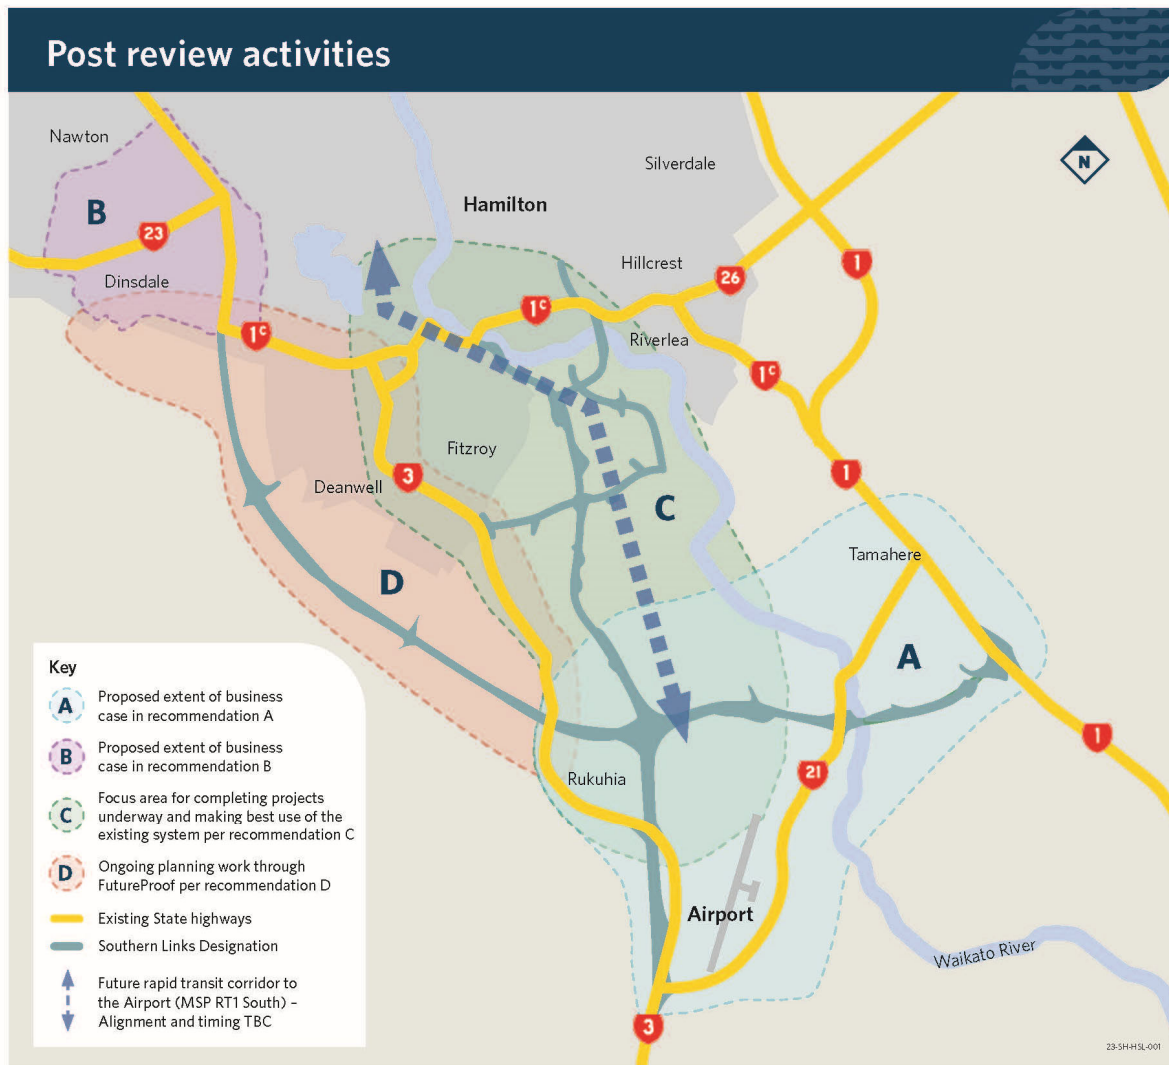 Post review activities
Nawton
N
Silverdale
B
Hamilton
23
Hillcrest
1
26
Dinsdale
1C
1C
Riverlea
1C
Fitzroy
3
1
Deanwell
C
Tamahere
D
A
Key
A Proposed extent of business
case in recommendation A
B Proposed extent of business
case in recommendation B
C Focus area for completing projects
underway and making best use of the
existing system per recommendation C
D Ongoing planning work through
FutureProof per recommendation D
Existing State highways
Southern Links Designation
Future rapid transit corridor to
the Airport (MSP RT1 South) –
Alignment and timing TBC
1
21
Rukuhia
Airport
Waikato River
3
23-SH-HSL-001